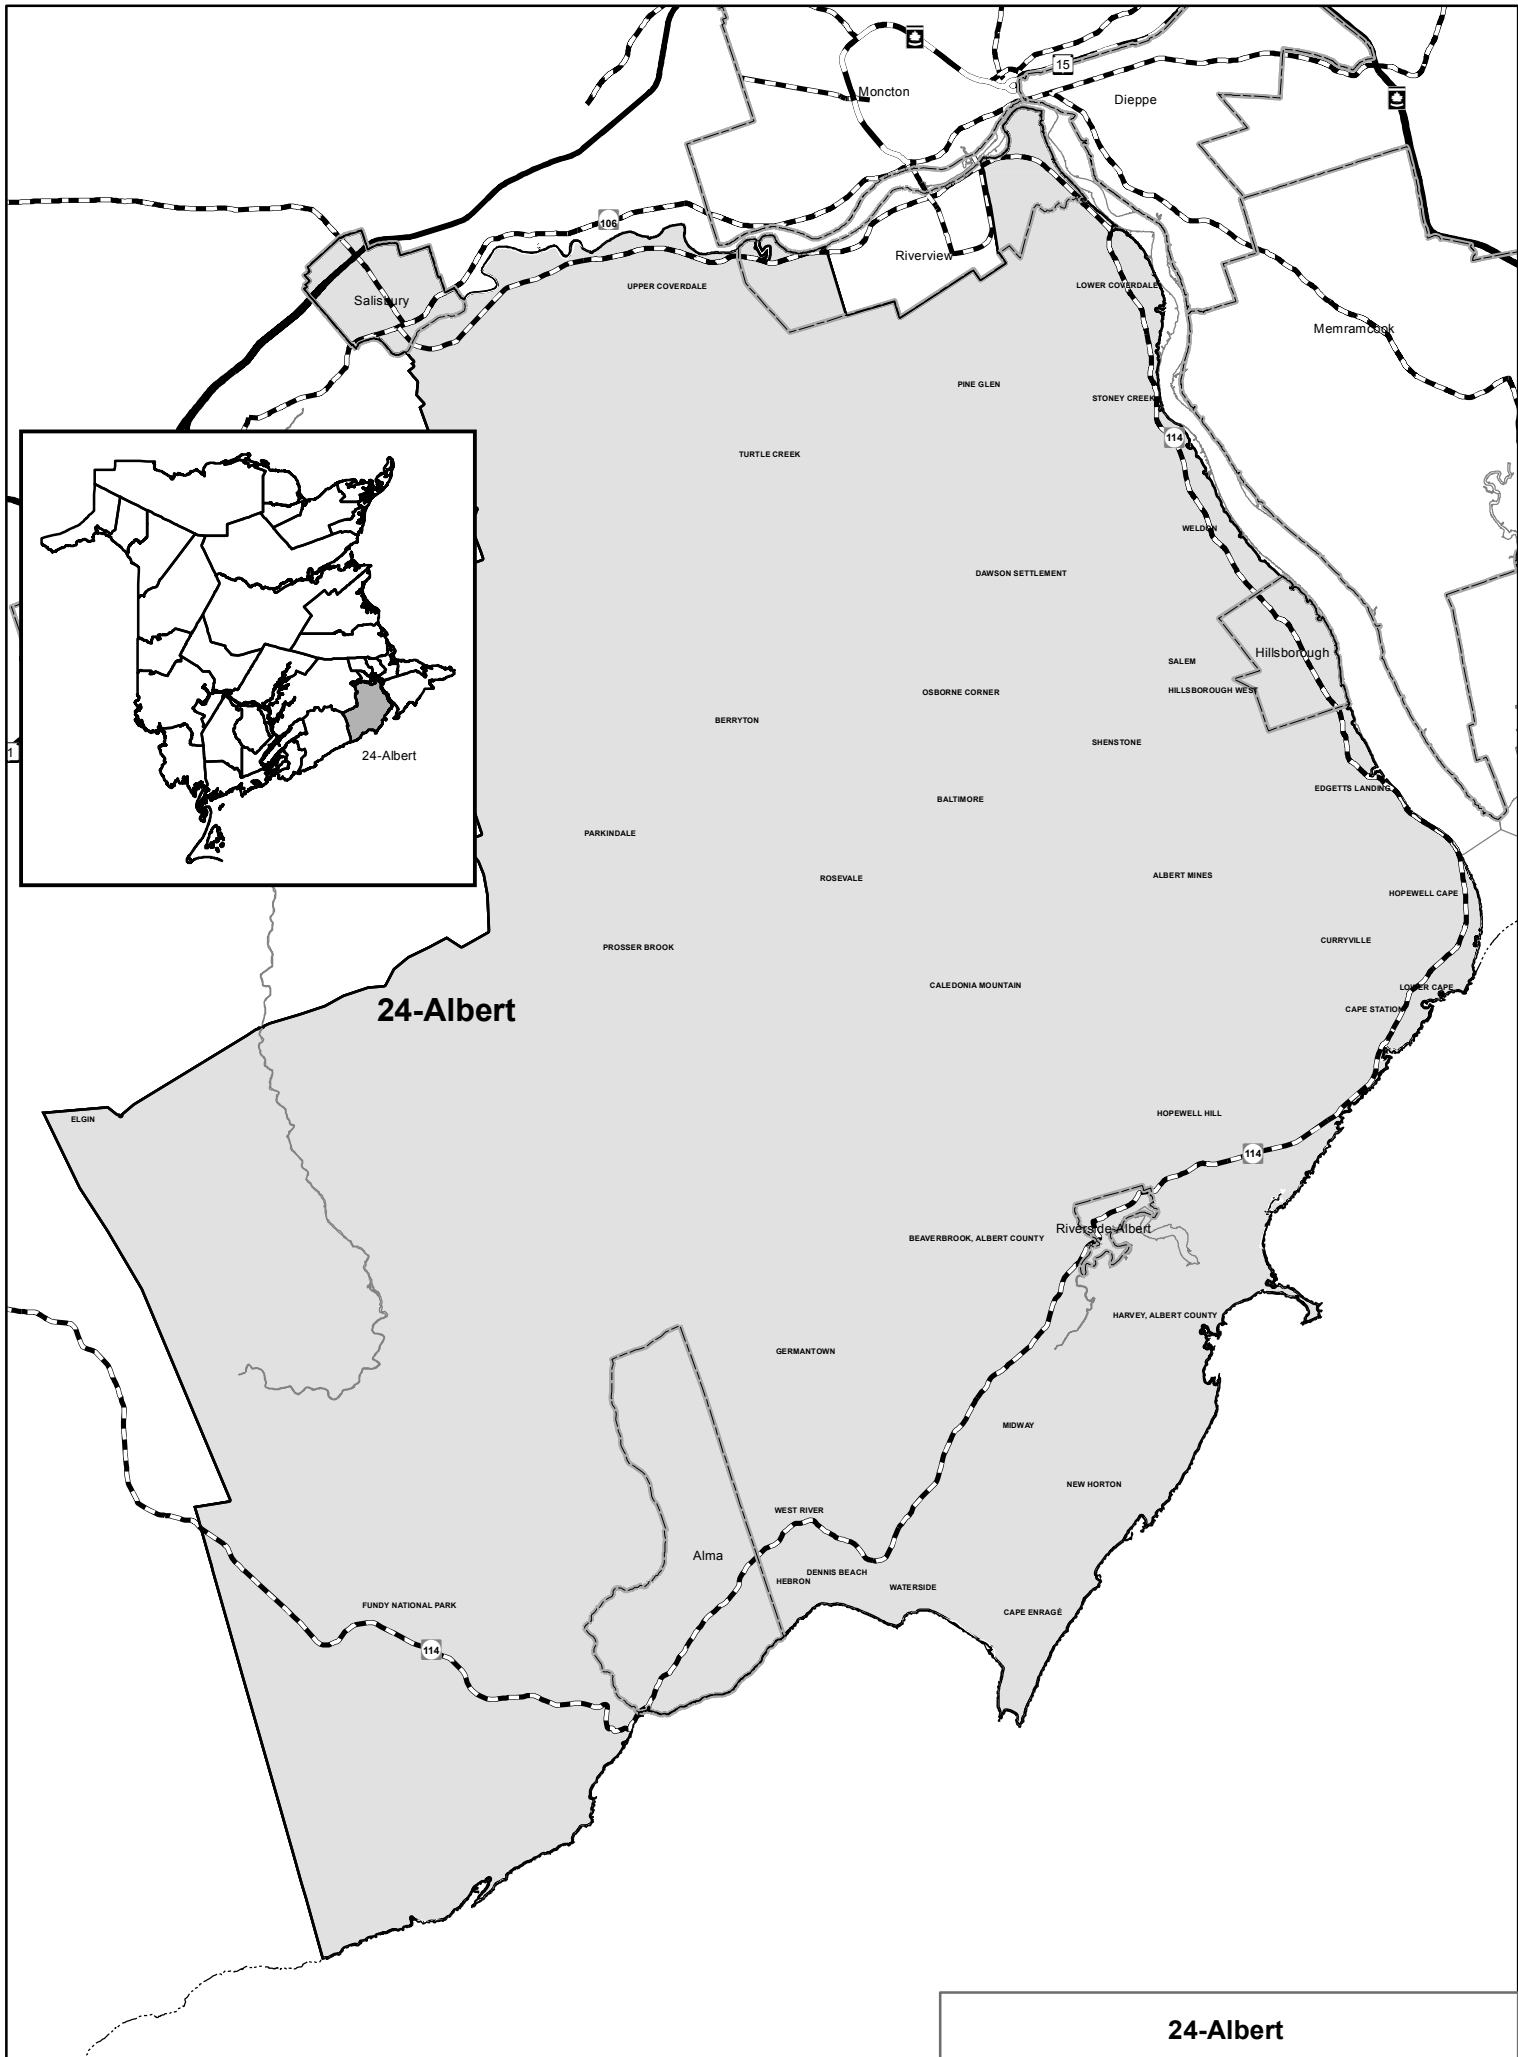 15
Moncton
Dieppe
106
Riverview
UPPER COVERDALE
LOWER COVERDALE
Salisbury
Memramcook
PINE GLEN
STONEY CREEK
114
TURTLE CREEK
WELDON
DAWSON SETTLEMENT
Hillsborough
SALEM
HILLSBOROUGH WEST
OSBORNE CORNER
BERRYTON
SHENSTONE
1
24-Albert
EDGETTS LANDING
BALTIMORE
PARKINDALE
ROSEVALE
ALBERT MINES
HOPEWELL CAPE
CURRYVILLE
PROSSER BROOK
CALEDONIA MOUNTAIN
LOWER CAPE
CAPE STATION
24-Albert
ELGIN
HOPEWELL HILL
114
Riverside-Albert
BEAVERBROOK, ALBERT COUNTY
HARVEY, ALBERT COUNTY
GERMANTOWN
MIDWAY
NEW HORTON
WEST RIVER
Alma
DENNIS BEACH
HEBRON
WATERSIDE
FUNDY NATIONAL PARK
CAPE ENRAGÉ
114
24-Albert